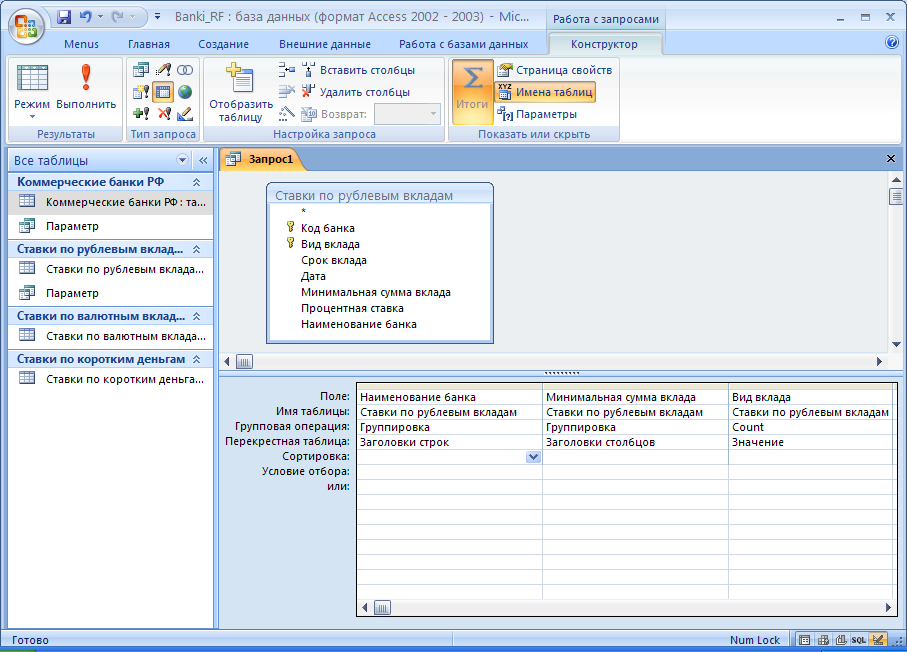 Banki_RF : база данных (формат Access 2002 - 2003) - Mic...
Работа с запросами
Menus Главная Создание Внешние данные Работа с базами данных Конструктор
Режим
Выполнить
Результаты
Тип запроса
Отобразить таблицу
Вставить столбцы
Удалить столбцы
Возврат:
Настройка запроса
Итоги
Страница свойств
XYZ Имена таблиц
Параметры
Показать или скрыть
Все таблицы
Коммерческие банки РФ
Коммерческие банки РФ : та...
Параметр
Ставки по рублевым вклад...
Ставки по рублевым вклада...
Параметр
Ставки по валютным вклад...
Ставки по валютным вклада...
Ставки по коротким деньгам
Ставки по коротким деньга...
Запрос1
Ставки по рублевым вкладам
*
Код банка
Вид вклада
Срок вклада
Дата
Минимальная сумма вклада
Процентная ставка
Наименование банка
Поле: Наименование банка Минимальная сумма вклада Вид вклада
Имя таблицы: Ставки по рублевым вкладам Ставки по рублевым вкладам Ставки по рублевым вкладам
Групповая операция: Группировка Группировка Count
Перекрестная таблица: Заголовки строк Заголовки столбцов Значение
Сортировка:
Условие отбора:
или:
Готово
Num Lock
SQL